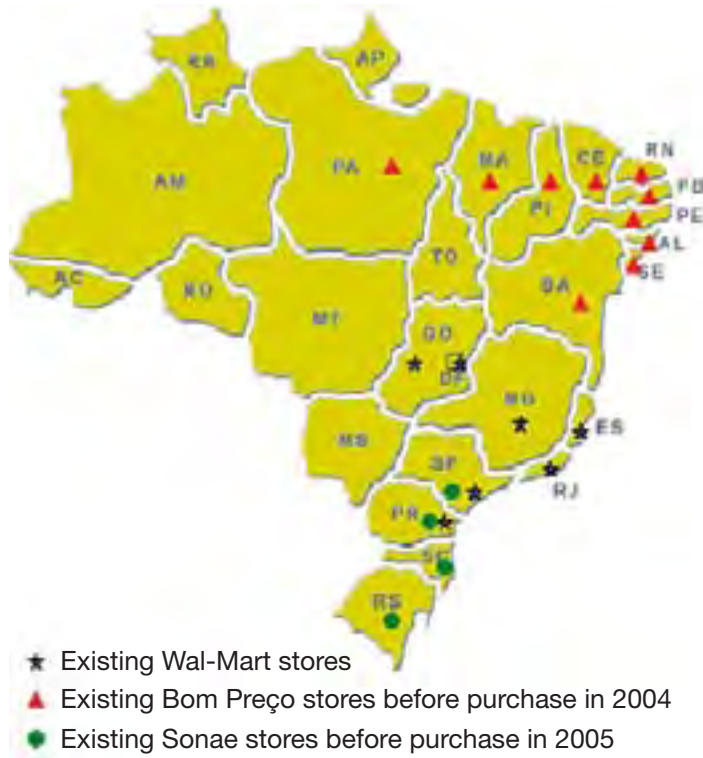 RR
AP
AM
PA
MA
PI
CE
RN
PB
PE
AL
SE
BA
TO
AC
RO
MT
GO
DF
MG
ES
MS
SP
RJ
PR
SC
RS
Existing Wal-Mart stores
Existing Bom Preço stores before purchase in 2004
Existing Sonae stores before purchase in 2005